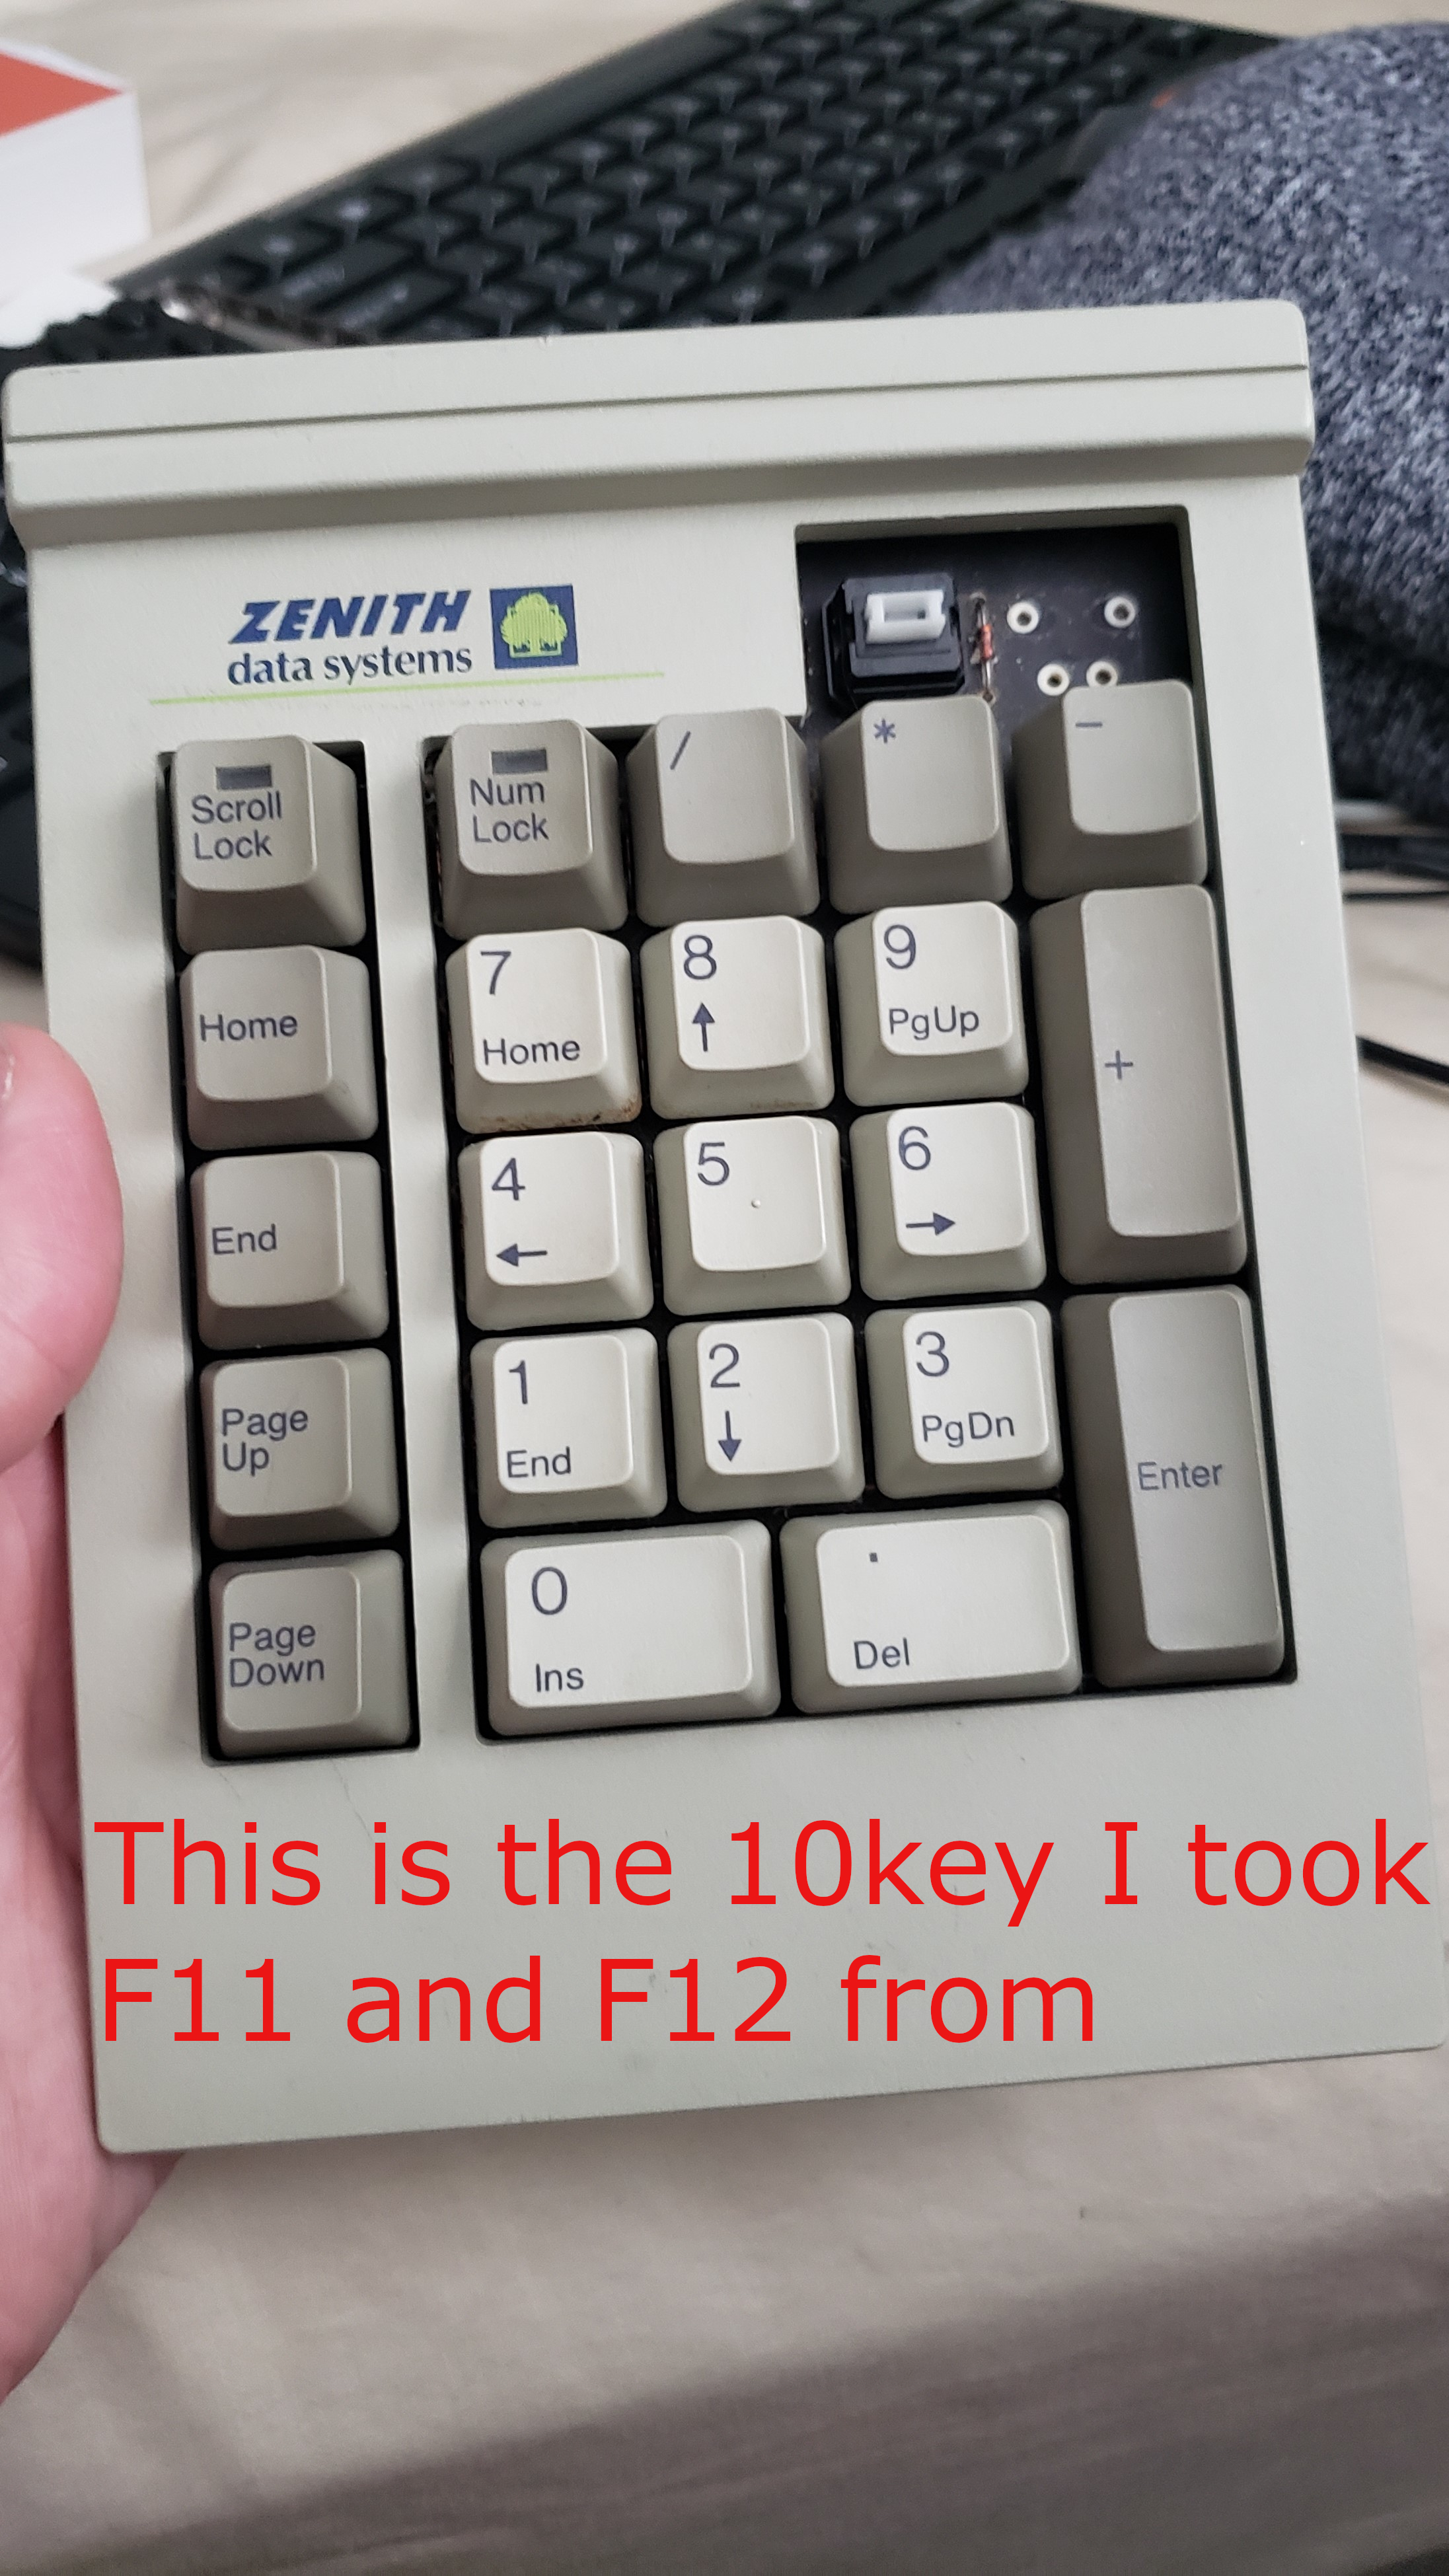 ZENITH
data systems
Scroll
Lock
Num
Lock
/
*
-
Home
7
Home
8
↑
9
PgUp
+
End
4
←
5
6
→
Page
Up
1
End
2
↓
3
PgDn
Enter
Page
Down
0
Ins
.
Del
This is the 10key I took
F11 and F12 from